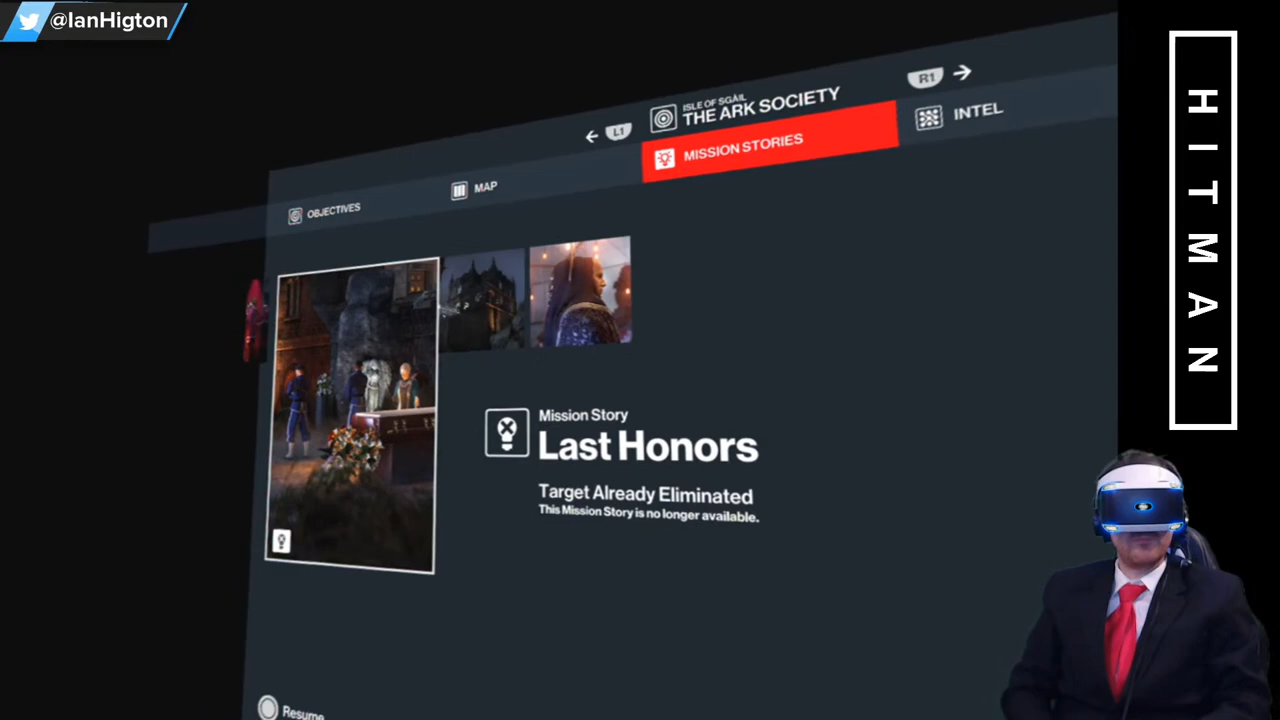 @IanHigton
ISLE OF SGÀIL
THE ARK SOCIETY
L1
R1
OBJECTIVES
MAP
MISSION STORIES
INTEL
Mission Story
Last Honors
Target Already Eliminated
This Mission Story is no longer available.
Resume
HITMAN